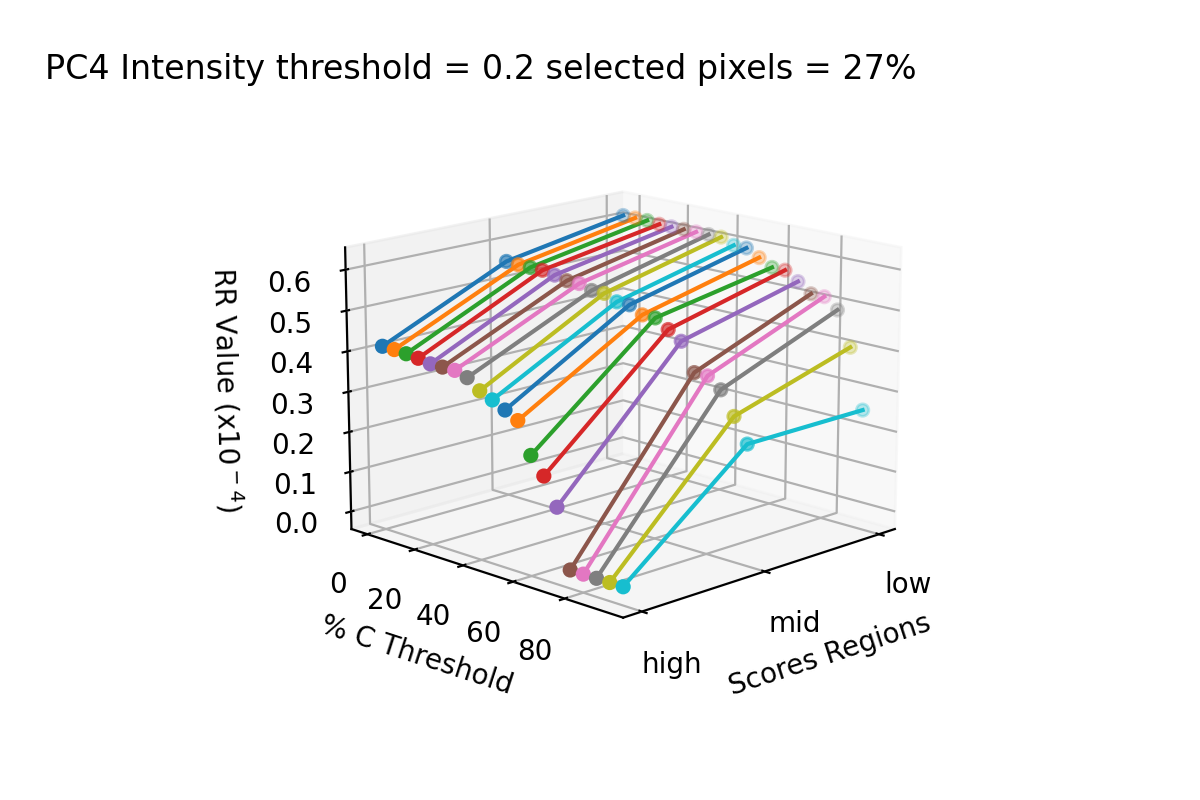 PC4 Intensity threshold = 0.2 selected pixels = 27%
RR Value (x10⁻⁴)
0.6
0.5
0.4
0.3
0.2
0.1
0.0
0
20
40
60
80
% C Threshold
high
mid
low
Scores Regions